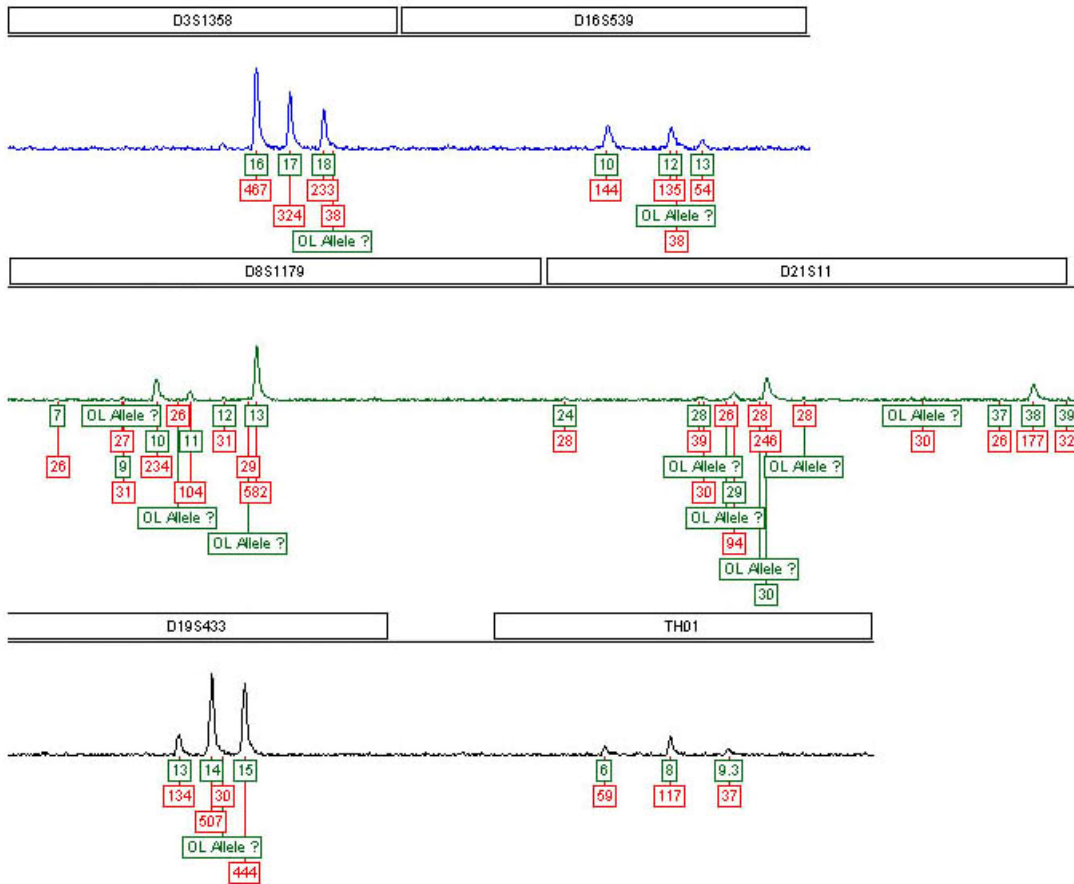 D3S1358 D16S539
16 17 18 10 12 13
467 233 144 135 54
324 38 OL Allele ?
OL Allele ? 38
D8S1179 D21S11
7 OL Allele ? 26 12 13 24 28 26 28 28 OL Allele ? 37 38 39
26 27 10 11 31 28 39 246 30 26 177 32
9 234 29 OL Allele ? OL Allele ?
31 104 582 30 29
OL Allele ? OL Allele ?
OL Allele ? 94
OL Allele ?
30
D19S433 TH01
13 14 15 6 8 9.3
134 30 59 117 37
507
OL Allele ?
444